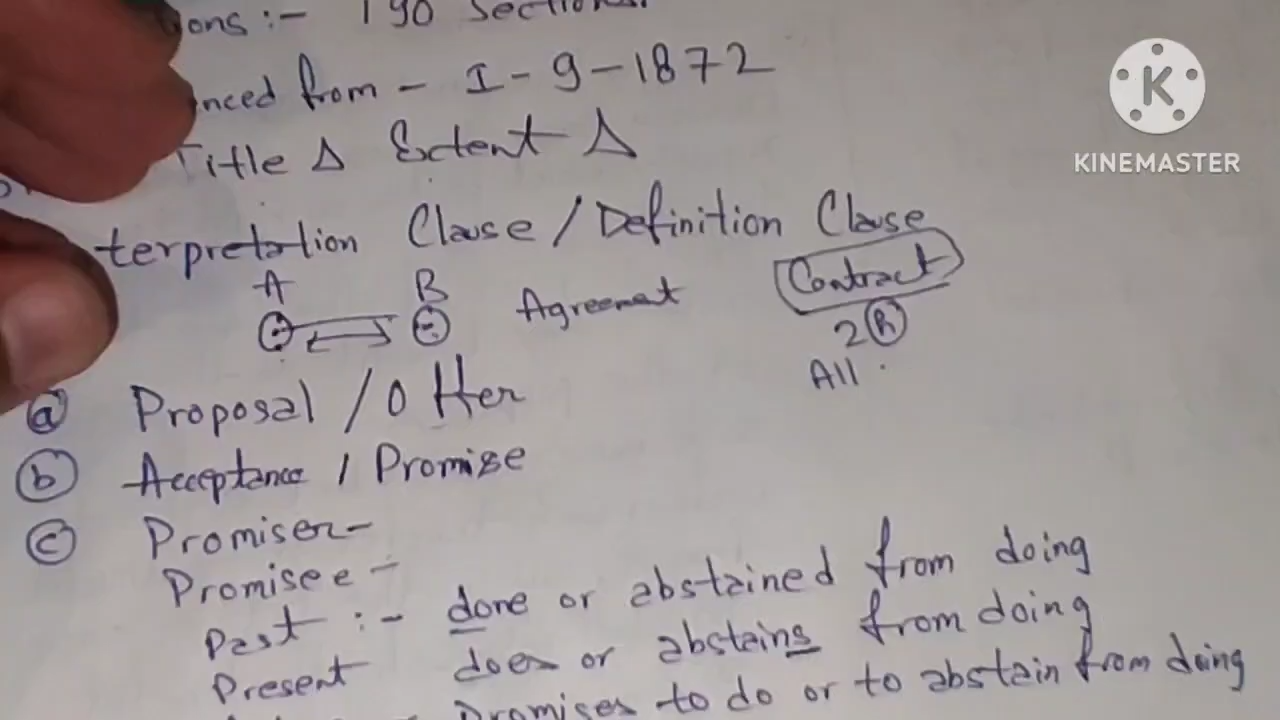 ions :- 190 Sections.
nced from - I-9-1872
Title Δ Extent Δ
terpretation Clause / Definition Clause
A B Agreement Contract
2 R
All .
a Proposal / Offer
b Acceptance / Promise
c Promiser-
Promisee -
Past :- done or abstained from doing
Present does or abstains from doing
Promises to do or to abstain from doing
K
KINEMASTER